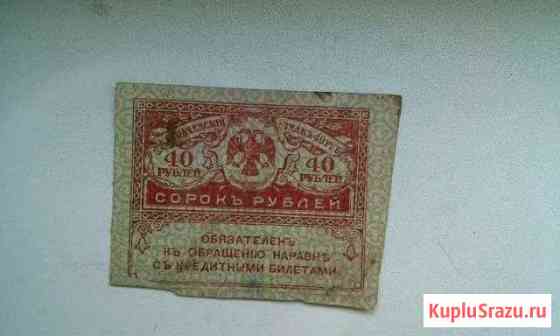 40 40
РУБЛЕЙ РУБЛЕЙ
СОРОКЪ РУБЛЕЙ
ОБЯЗАТЕЛЕНЪ
КЪ ОБРАЩЕНІЮ НАРАВНѢ
СЪ КРЕДИТНЫМИ БИЛЕТАМИ
KupluSrazu.ru